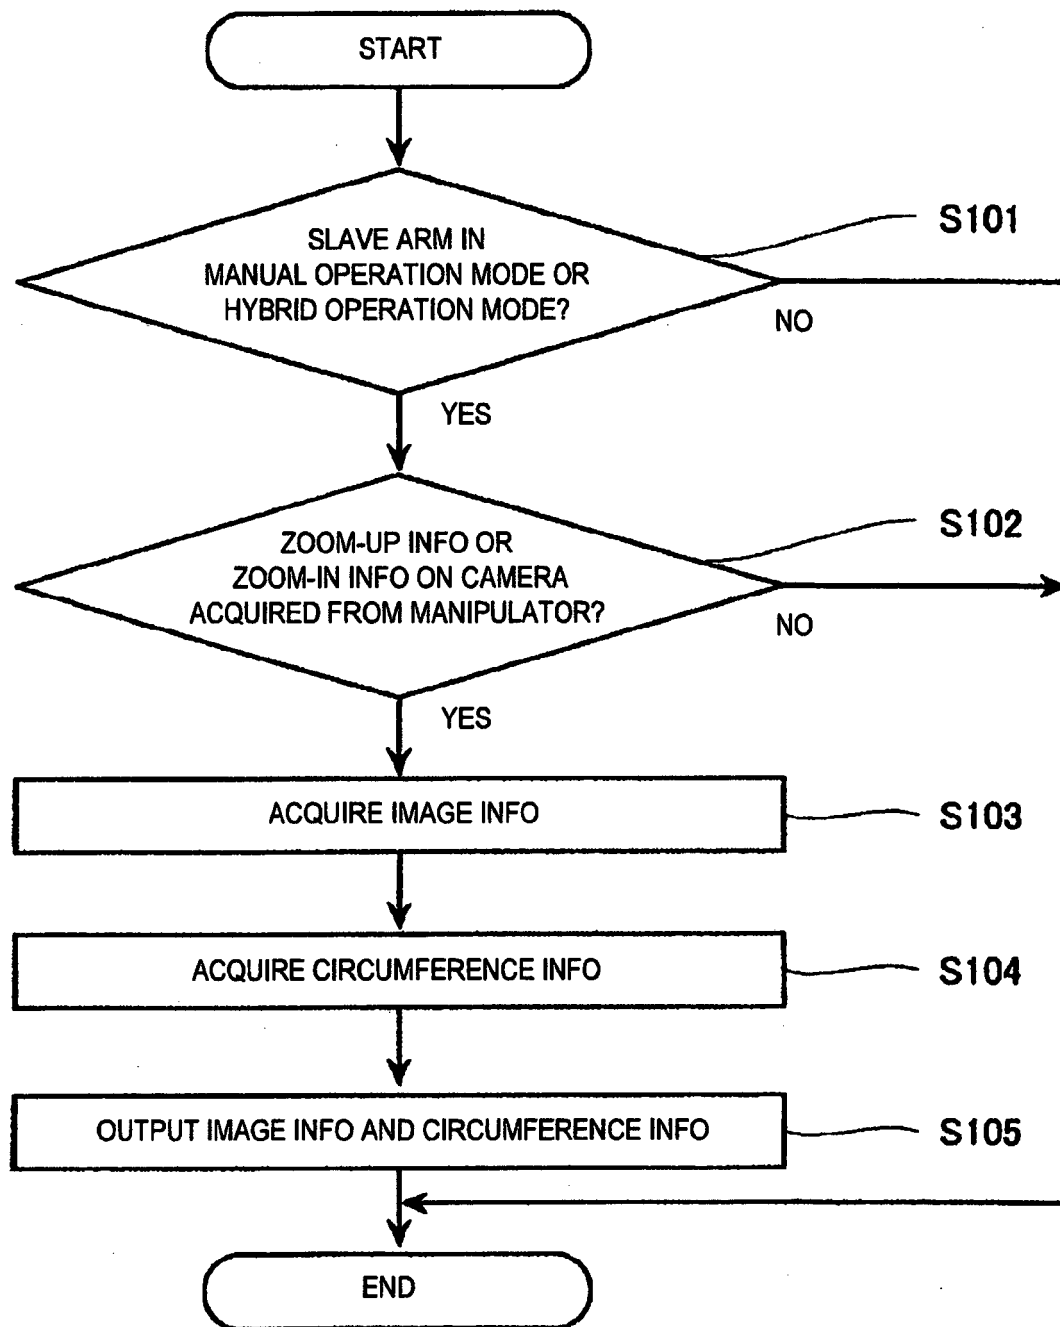 START
SLAVE ARM IN
MANUAL OPERATION MODE OR
HYBRID OPERATION MODE?
S101
NO
YES
ZOOM-UP INFO OR
ZOOM-IN INFO ON CAMERA
ACQUIRED FROM MANIPULATOR?
S102
NO
YES
ACQUIRE IMAGE INFO
S103
ACQUIRE CIRCUMFERENCE INFO
S104
OUTPUT IMAGE INFO AND CIRCUMFERENCE INFO
S105
END